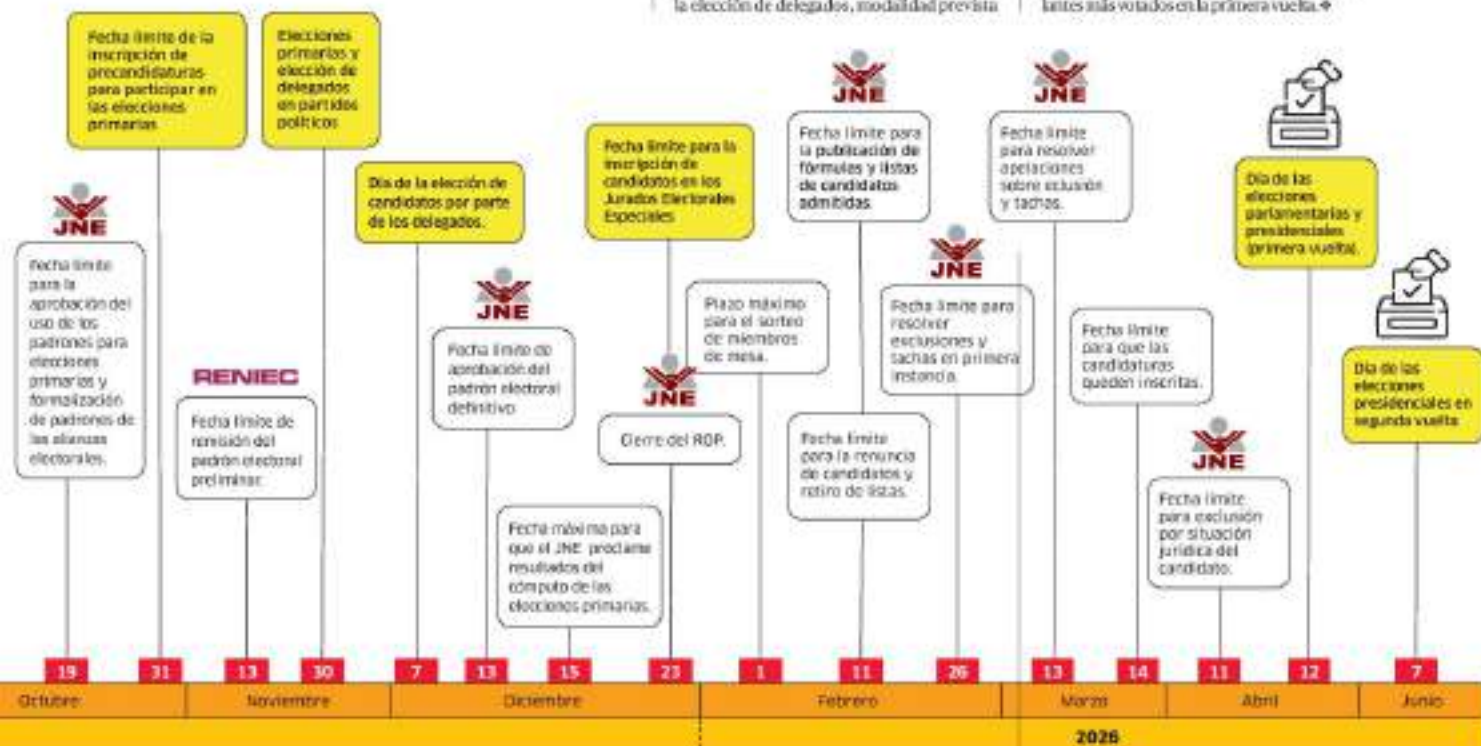 la elección de delegados, modalidad prevista
lantes más votados en la primera vuelta.
Fecha límite de la
inscripción de
precandidaturas
para participar en
las elecciones
primarias
Elecciones
primarias y
elección de
delegados
en partidos
políticos
JNE
Fecha límite
para la
aprobación del
uso de los
padrones para
elecciones
primarias y
formalización
de padrones de
las alianzas
electorales.
RENIEC
Fecha límite de
remisión del
padrón electoral
preliminar.
Día de la elección de
candidatos por parte
de los delegados.
JNE
Fecha límite de
aprobación del
padrón electoral
definitivo
Fecha máxima para
que el JNE proclame
resultados del
cómputo de las
elecciones primarias.
Fecha límite para la
inscripción de
candidatos en los
Jurados Electorales
Especiales
JNE
Cierre del ROP.
Plazo máximo
para el sorteo
de miembros
de mesa.
JNE
Fecha límite para
la publicación de
fórmulas y listas
de candidatos
admitidas.
Fecha límite
para la renuncia
de candidatos y
retiro de listas.
JNE
Fecha límite para
resolver
exclusiones y
tachas en primera
instancia.
JNE
Fecha límite
para resolver
apelaciones
sobre eclusión
y tachas.
Fecha límite
para que las
candidaturas
queden inscritas.
JNE
Fecha límite
para exclusión
por situación
jurídica del
candidato.
Día de las
elecciones
parlamentarias y
presidenciales
(primera vuelta).
Día de las
elecciones
presidenciales en
segunda vuelta
19 31 13 30 7 13 15 23 1 11 26 13 14 11 12 7
Octubre Noviembre Diciembre Febrero Marzo Abril Junio
2026